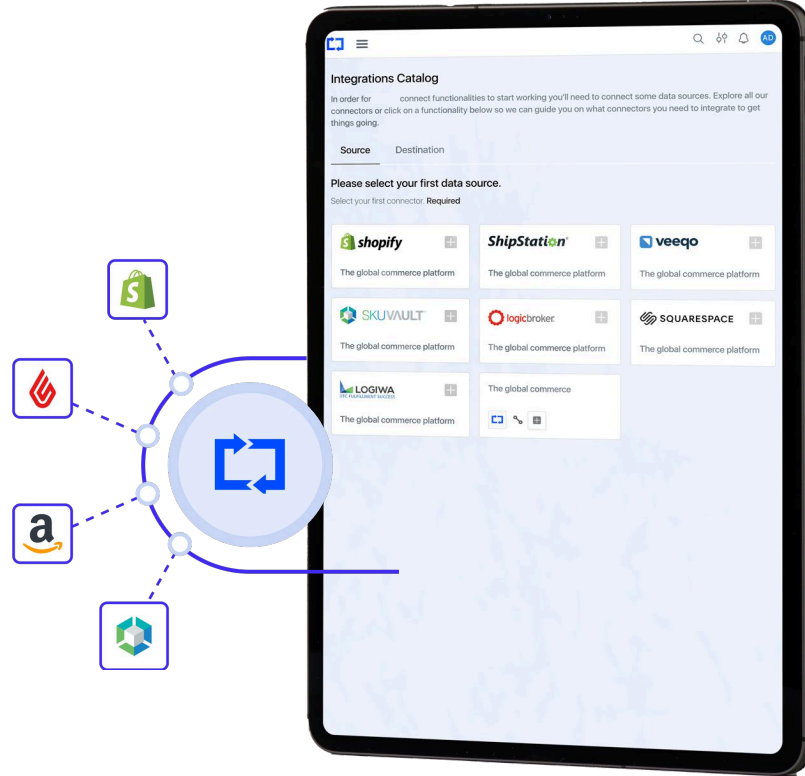 AD
Integrations Catalog
In order for connect functionalities to start working you'll need to connect some data sources. Explore all our
connectors or click on a functionality below so we can guide you on what connectors you need to integrate to get
things going.
Source Destination
Please select your first data source.
Select your first connector. Required
shopify ShipStation veeqo
The global commerce platform The global commerce platform The global commerce platform
SKUVAULT logicbroker SQUARESPACE
The global commerce platform The global commerce platform The global commerce platform
LOGIWA The global commerce
DTC FULFILLMENT SUCCESS
The global commerce platform
S
a